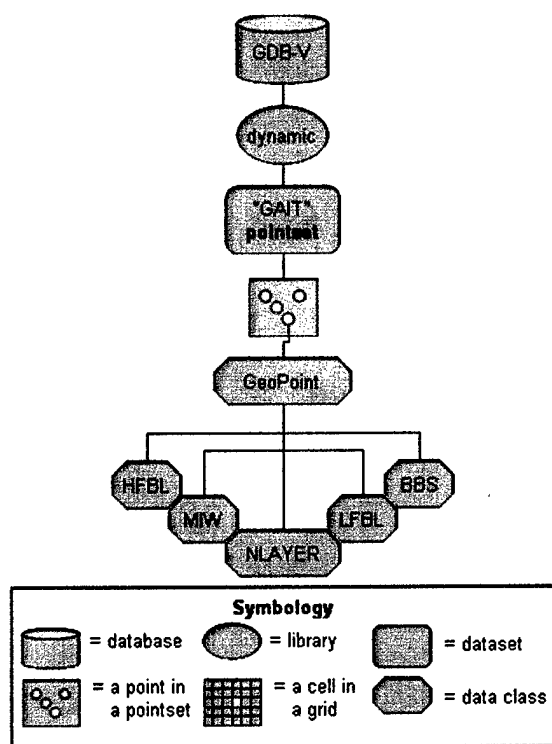 GDB-V
dynamic
"GAIT"
pointset
GeoPoint
HFBL
BBS
MIW
LFBL
NLAYER
Symbology
= database
= library
= dataset
= a point in
a pointset
= a cell in
a grid
= data class